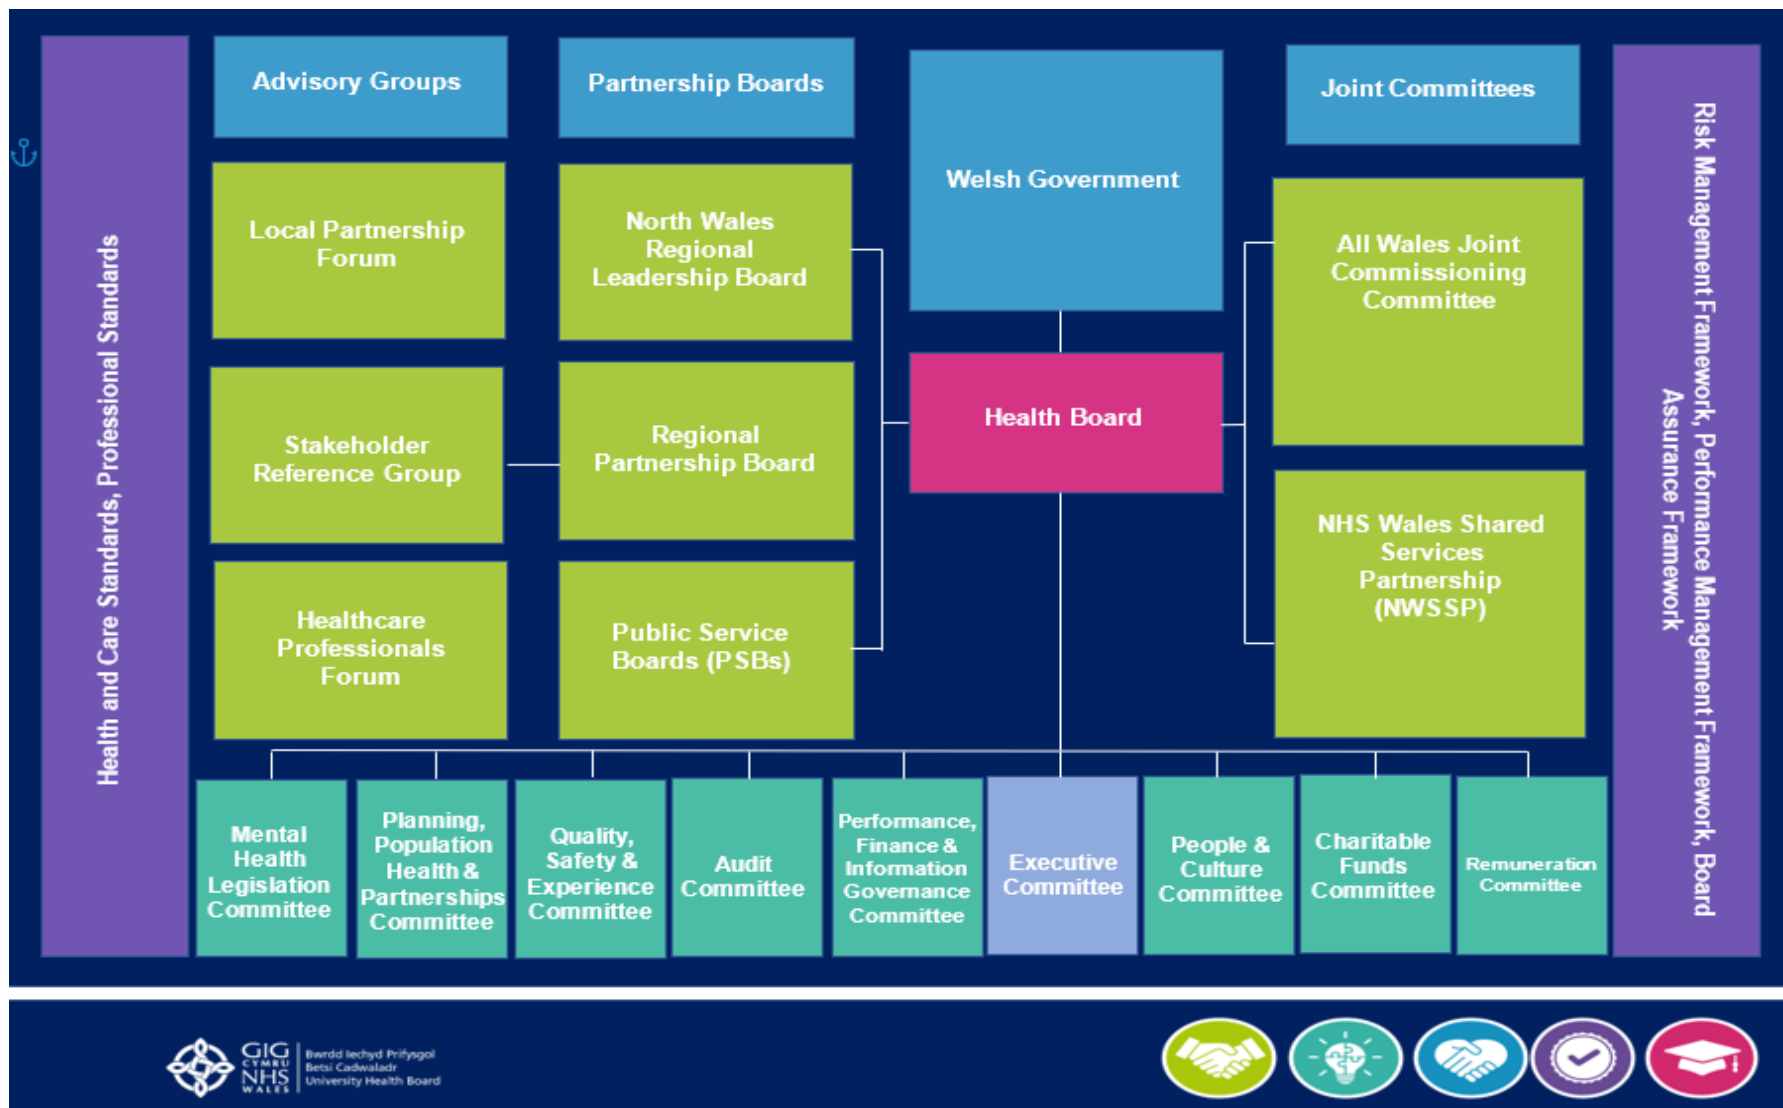 Health and Care Standards, Professional Standards
Advisory Groups
Local Partnership
Forum
Stakeholder
Reference Group
Healthcare
Professionals
Forum
Partnership Boards
North Wales
Regional
Leadership Board
Regional
Partnership Board
Public Service
Boards (PSBs)
Welsh Government
Health Board
Joint Committees
All Wales Joint
Commissioning
Committee
NHS Wales Shared
Services
Partnership
(NWSSP)
Risk Management Framework, Performance Management Framework, Board
Assurance Framework
Mental
Health
Legislation
Committee
Planning,
Population
Health &
Partnerships
Committee
Quality,
Safety &
Experience
Committee
Audit
Committee
Performance,
Finance &
Information
Governance
Committee
Executive
Committee
People &
Culture
Committee
Charitable
Funds
Committee
Remuneration
Committee
GIG
CYMRU
NHS
WALES
Bwrdd Iechyd Prifysgol
Betsi Cadwaladr
University Health Board